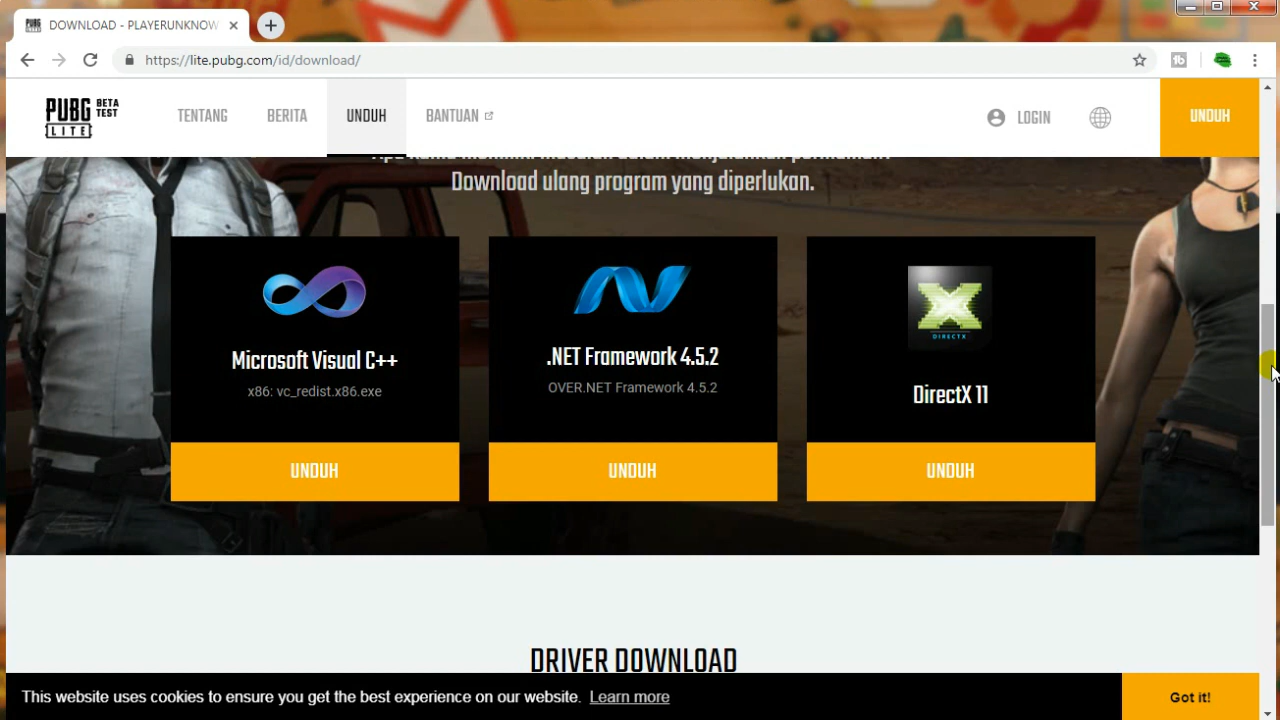 DOWNLOAD - PLAYERUNKNOW
https://lite.pubg.com/id/download/
PUBG BETA TEST
LITE
TENTANG
BERITA
UNDUH
BANTUAN
LOGIN
UNDUH
Download ulang program yang diperlukan.
Microsoft Visual C++
x86: vc_redist.x86.exe
UNDUH
.NET Framework 4.5.2
OVER.NET Framework 4.5.2
UNDUH
DIRECTX
DirectX 11
UNDUH
DRIVER DOWNLOAD
This website uses cookies to ensure you get the best experience on our website. Learn more
Got it!